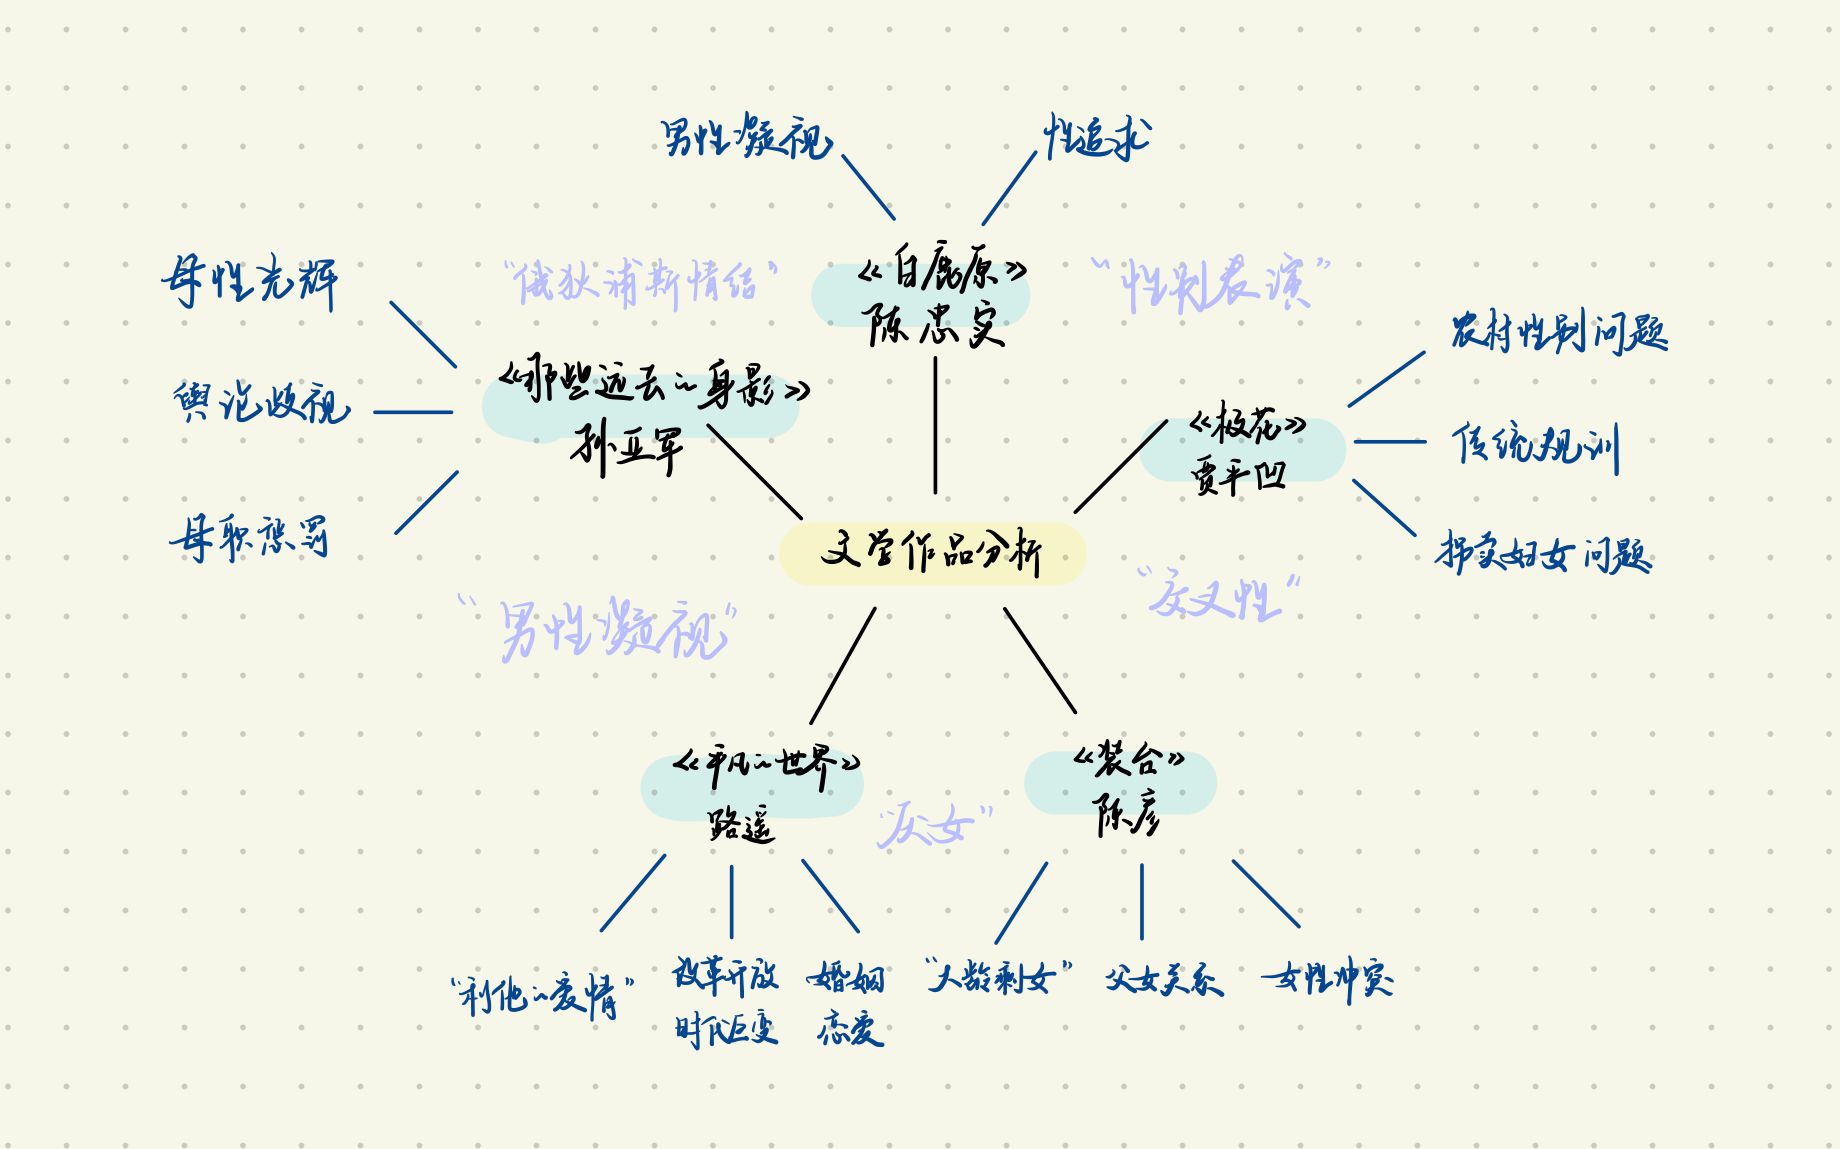 男性凝视
性追求
母性光辉
“俄狄浦斯情结”
《白鹿原》
陈忠实
“性别表演”
农村性别问题
《那些远去的身影》
孙亚军
舆论歧视
《极花》
贾平凹
传统规训
母职惩罚
文学作品分析
拐卖妇女问题
“男性凝视”
“交叉性”
《平凡的世界》
路遥
《装台》
陈彦
“厌女”
“利他的爱情”
改革开放
时代巨变
婚姻
恋爱
“大龄剩女”
父女关系
女性冲突